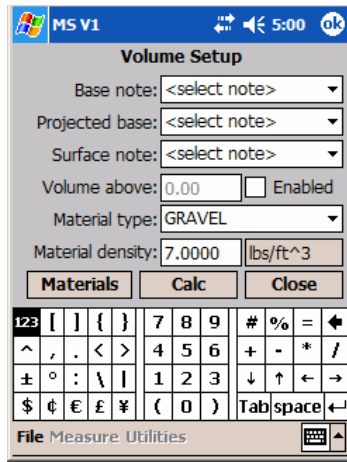 MS V1 5:00 ok
Volume Setup
Base note: <select note>
Projected base: <select note>
Surface note: <select note>
Volume above: 0.00 Enabled
Material type: GRAVEL
Material density: 7.0000 lbs/ft^3
Materials Calc Close
123 [ ] { } 7 8 9 # % = ←
^ , . < > 4 5 6 + - * /
± ° : \ | 1 2 3 ↓ ↑ ← →
$ ¢ € £ ¥ ( 0 ) Tab space ↵
File Measure Utilities